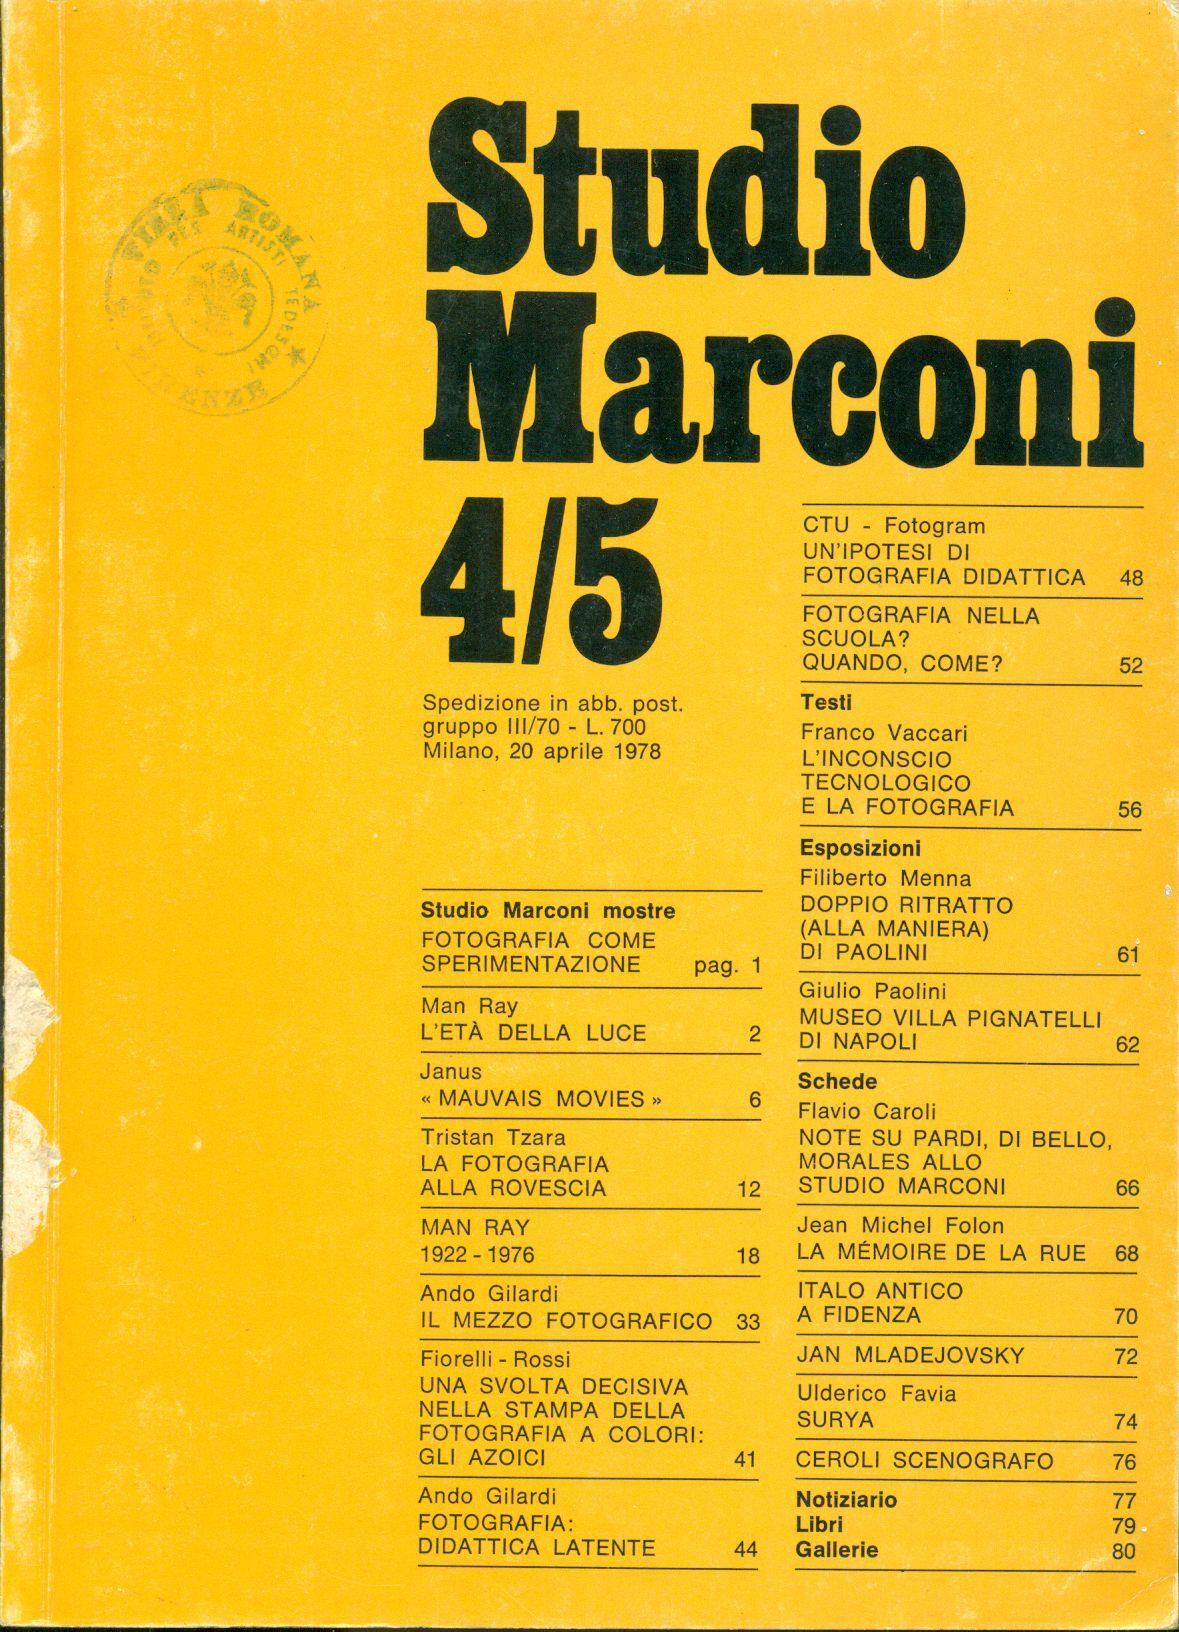 Studio
Marconi
4/5
VILLA ROMANA
FIRENZE
ARTISTI
TEDESCHI
Spedizione in abb. post.
gruppo III/70 - L. 700
Milano, 20 aprile 1978
Studio Marconi mostre
FOTOGRAFIA COME
SPERIMENTAZIONE pag. 1
Man Ray
L'ETÀ DELLA LUCE 2
Janus
« MAUVAIS MOVIES » 6
Tristan Tzara
LA FOTOGRAFIA
ALLA ROVESCIA 12
MAN RAY
1922 - 1976 18
Ando Gilardi
IL MEZZO FOTOGRAFICO 33
Fiorelli - Rossi
UNA SVOLTA DECISIVA
NELLA STAMPA DELLA
FOTOGRAFIA A COLORI:
GLI AZOICI 41
Ando Gilardi
FOTOGRAFIA:
DIDATTICA LATENTE 44
CTU - Fotogram
UN'IPOTESI DI
FOTOGRAFIA DIDATTICA 48
FOTOGRAFIA NELLA
SCUOLA?
QUANDO, COME? 52
Testi
Franco Vaccari
L'INCONSCIO
TECNOLOGICO
E LA FOTOGRAFIA 56
Esposizioni
Filiberto Menna
DOPPIO RITRATTO
(ALLA MANIERA)
DI PAOLINI 61
Giulio Paolini
MUSEO VILLA PIGNATELLI
DI NAPOLI 62
Schede
Flavio Caroli
NOTE SU PARDI, DI BELLO,
MORALES ALLO
STUDIO MARCONI 66
Jean Michel Folon
LA MÉMOIRE DE LA RUE 68
ITALO ANTICO
A FIDENZA 70
JAN MLADEJOVSKY 72
Ulderico Favia
SURYA 74
CEROLI SCENOGRAFO 76
Notiziario 77
Libri 79
Gallerie 80